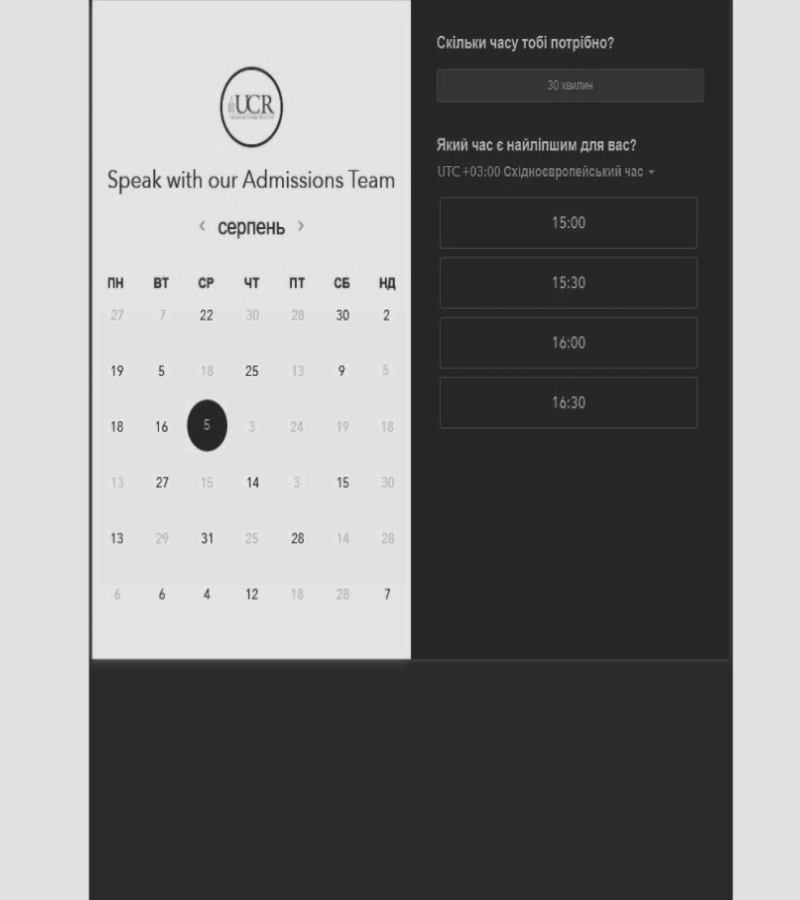 UCR
Speak with our Admissions Team
‹ серпень ›
ПН ВТ СР ЧТ ПТ СБ НД
27 7 22 30 28 30 2
19 5 18 25 13 9 5
18 16 5 3 24 19 18
13 27 15 14 3 15 30
13 29 31 25 28 14 28
6 6 4 12 18 28 7
Скільки часу тобі потрібно?
30 хвилин
Який час є найліпшим для вас?
UTC +03:00 Східноєвропейський час
15:00
15:30
16:00
16:30